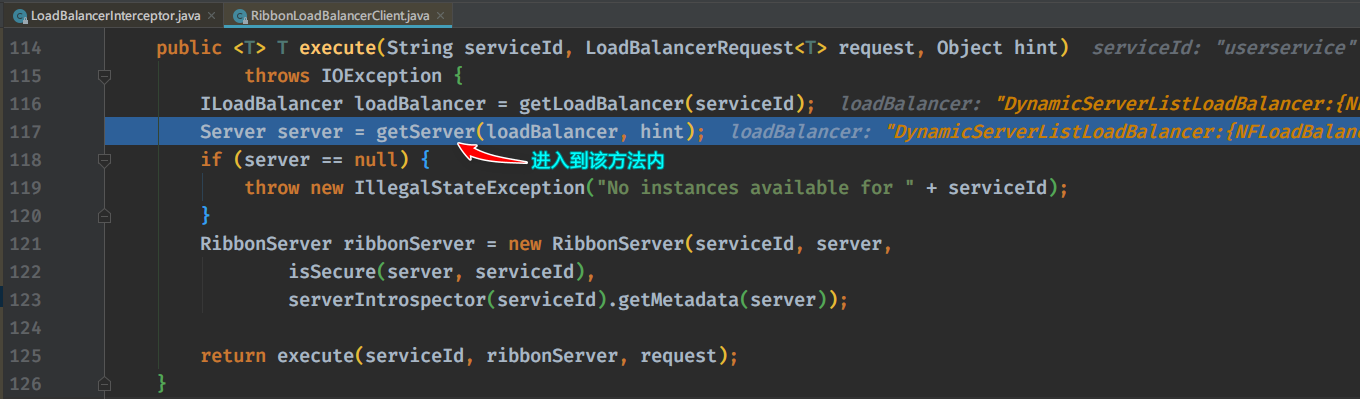 LoadBalancerInterceptor.java × RibbonLoadBalancerClient.java ×
114 public <T> T execute(String serviceId, LoadBalancerRequest<T> request, Object hint) serviceId: "userservice"
115 throws IOException {
116 ILoadBalancer loadBalancer = getLoadBalancer(serviceId); loadBalancer: "DynamicServerListLoadBalancer:{NF
117 Server server = getServer(loadBalancer, hint); loadBalancer: "DynamicServerListLoadBalancer:{NFLoadBalanc
118 if (server == null) { 进入到该方法内
119 throw new IllegalStateException("No instances available for " + serviceId);
120 }
121 RibbonServer ribbonServer = new RibbonServer(serviceId, server,
122 isSecure(server, serviceId),
123 serverIntrospector(serviceId).getMetadata(server));
124
125 return execute(serviceId, ribbonServer, request);
126 }